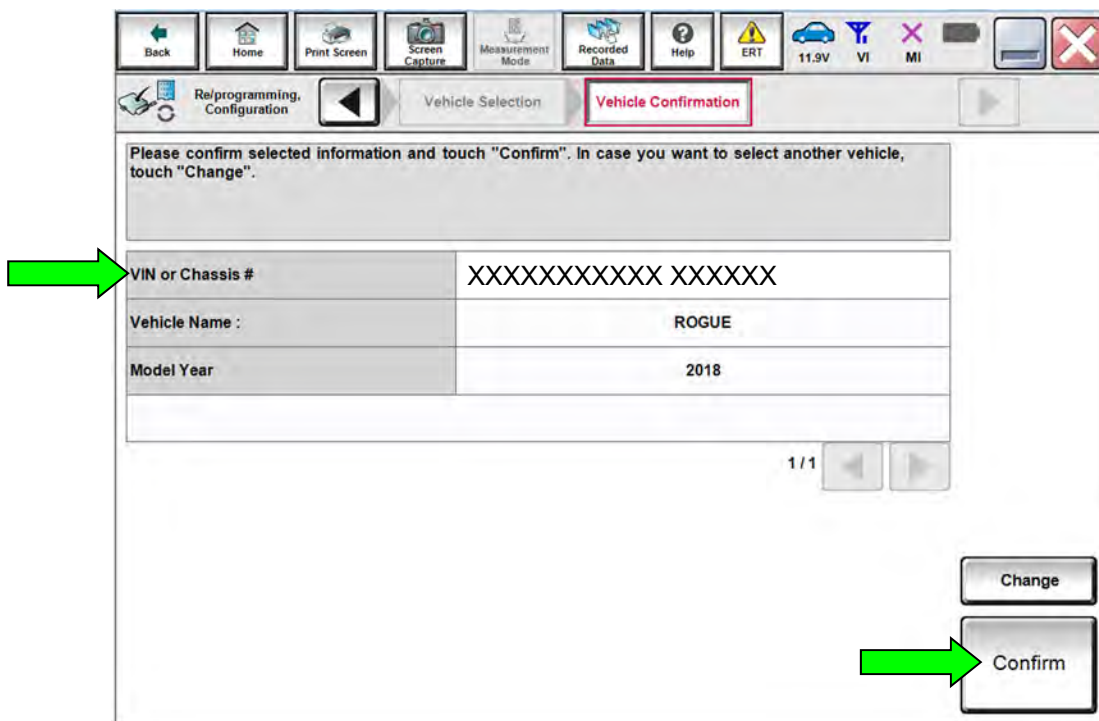 Back
Home
Print Screen
Screen
Capture
Measurement
Mode
Recorded
Data
Help
ERT
11.9V
VI
MI
Re/programming,
Configuration
Vehicle Selection
Vehicle Confirmation
Please confirm selected information and touch "Confirm". In case you want to select another vehicle,
touch "Change".
VIN or Chassis #
XXXXXXXXXXX XXXXXX
Vehicle Name :
ROGUE
Model Year
2018
1 / 1
Change
Confirm